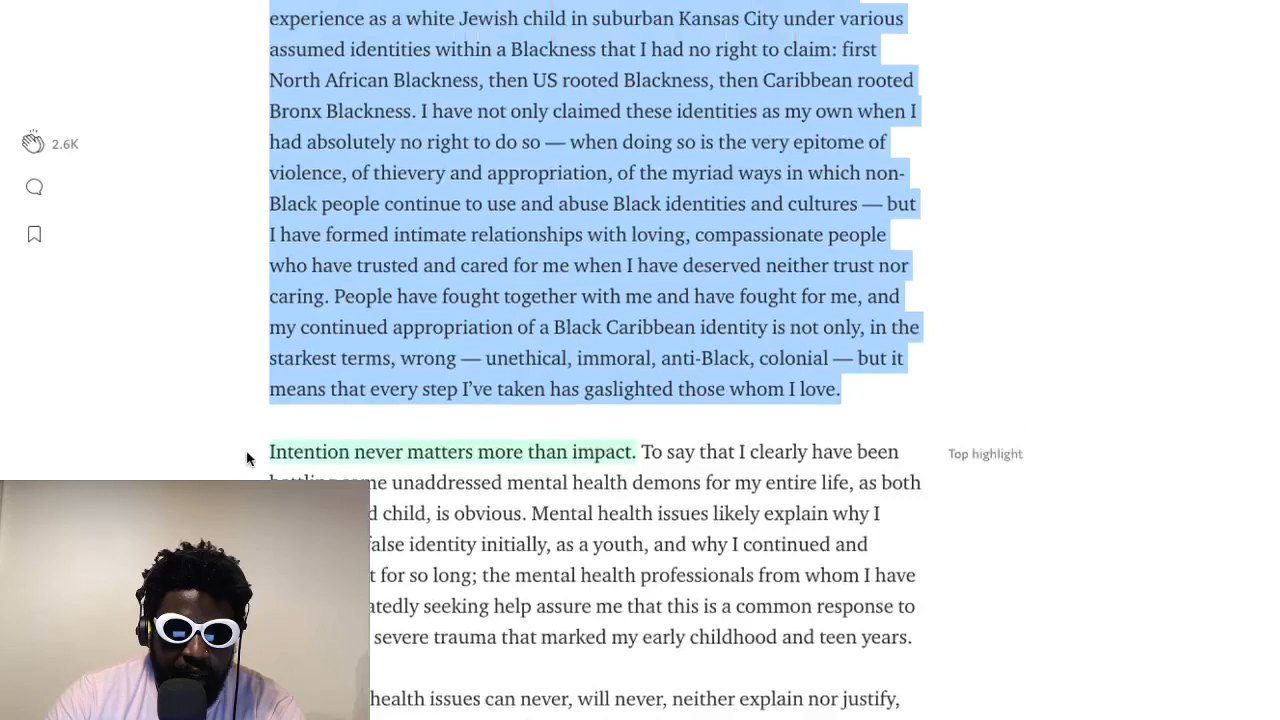 experience as a white Jewish child in suburban Kansas City under various
assumed identities within a Blackness that I had no right to claim: first
North African Blackness, then US rooted Blackness, then Caribbean rooted
Bronx Blackness. I have not only claimed these identities as my own when I
had absolutely no right to do so — when doing so is the very epitome of
violence, of thievery and appropriation, of the myriad ways in which non-
Black people continue to use and abuse Black identities and cultures — but
I have formed intimate relationships with loving, compassionate people
who have trusted and cared for me when I have deserved neither trust nor
caring. People have fought together with me and have fought for me, and
my continued appropriation of a Black Caribbean identity is not only, in the
starkest terms, wrong — unethical, immoral, anti-Black, colonial — but it
means that every step I’ve taken has gaslighted those whom I love.
2.6K
Intention never matters more than impact. To say that I clearly have been
Top highlight
unaddressed mental health demons for my entire life, as both
child, is obvious. Mental health issues likely explain why I
false identity initially, as a youth, and why I continued and
for so long; the mental health professionals from whom I have
seeking help assure me that this is a common response to
severe trauma that marked my early childhood and teen years.
health issues can never, will never, neither explain nor justify,